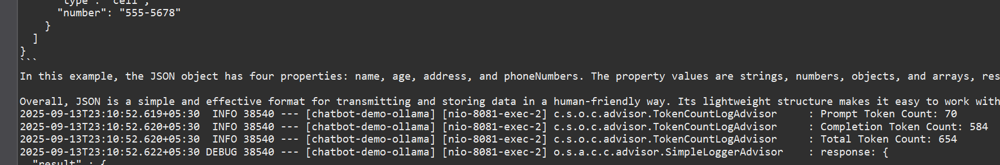 "type": "cell",
"number": "555-5678"
}
]
}
```
In this example, the JSON object has four properties: name, age, address, and phoneNumbers. The property values are strings, numbers, objects, and arrays, res
Overall, JSON is a simple and effective format for transmitting and storing data in a human-friendly way. Its lightweight structure makes it easy to work with
2025-09-13T23:10:52.619+05:30  INFO 38540 --- [chatbot-demo-ollama] [nio-8081-exec-2] c.s.o.c.advisor.TokenCountLogAdvisor     : Prompt Token Count: 70
2025-09-13T23:10:52.620+05:30  INFO 38540 --- [chatbot-demo-ollama] [nio-8081-exec-2] c.s.o.c.advisor.TokenCountLogAdvisor     : Completion Token Count: 584
2025-09-13T23:10:52.620+05:30  INFO 38540 --- [chatbot-demo-ollama] [nio-8081-exec-2] c.s.o.c.advisor.TokenCountLogAdvisor     : Total Token Count: 654
2025-09-13T23:10:52.622+05:30 DEBUG 38540 --- [chatbot-demo-ollama] [nio-8081-exec-2] o.s.a.c.c.advisor.SimpleLoggerAdvisor    : response: {
"result" : {